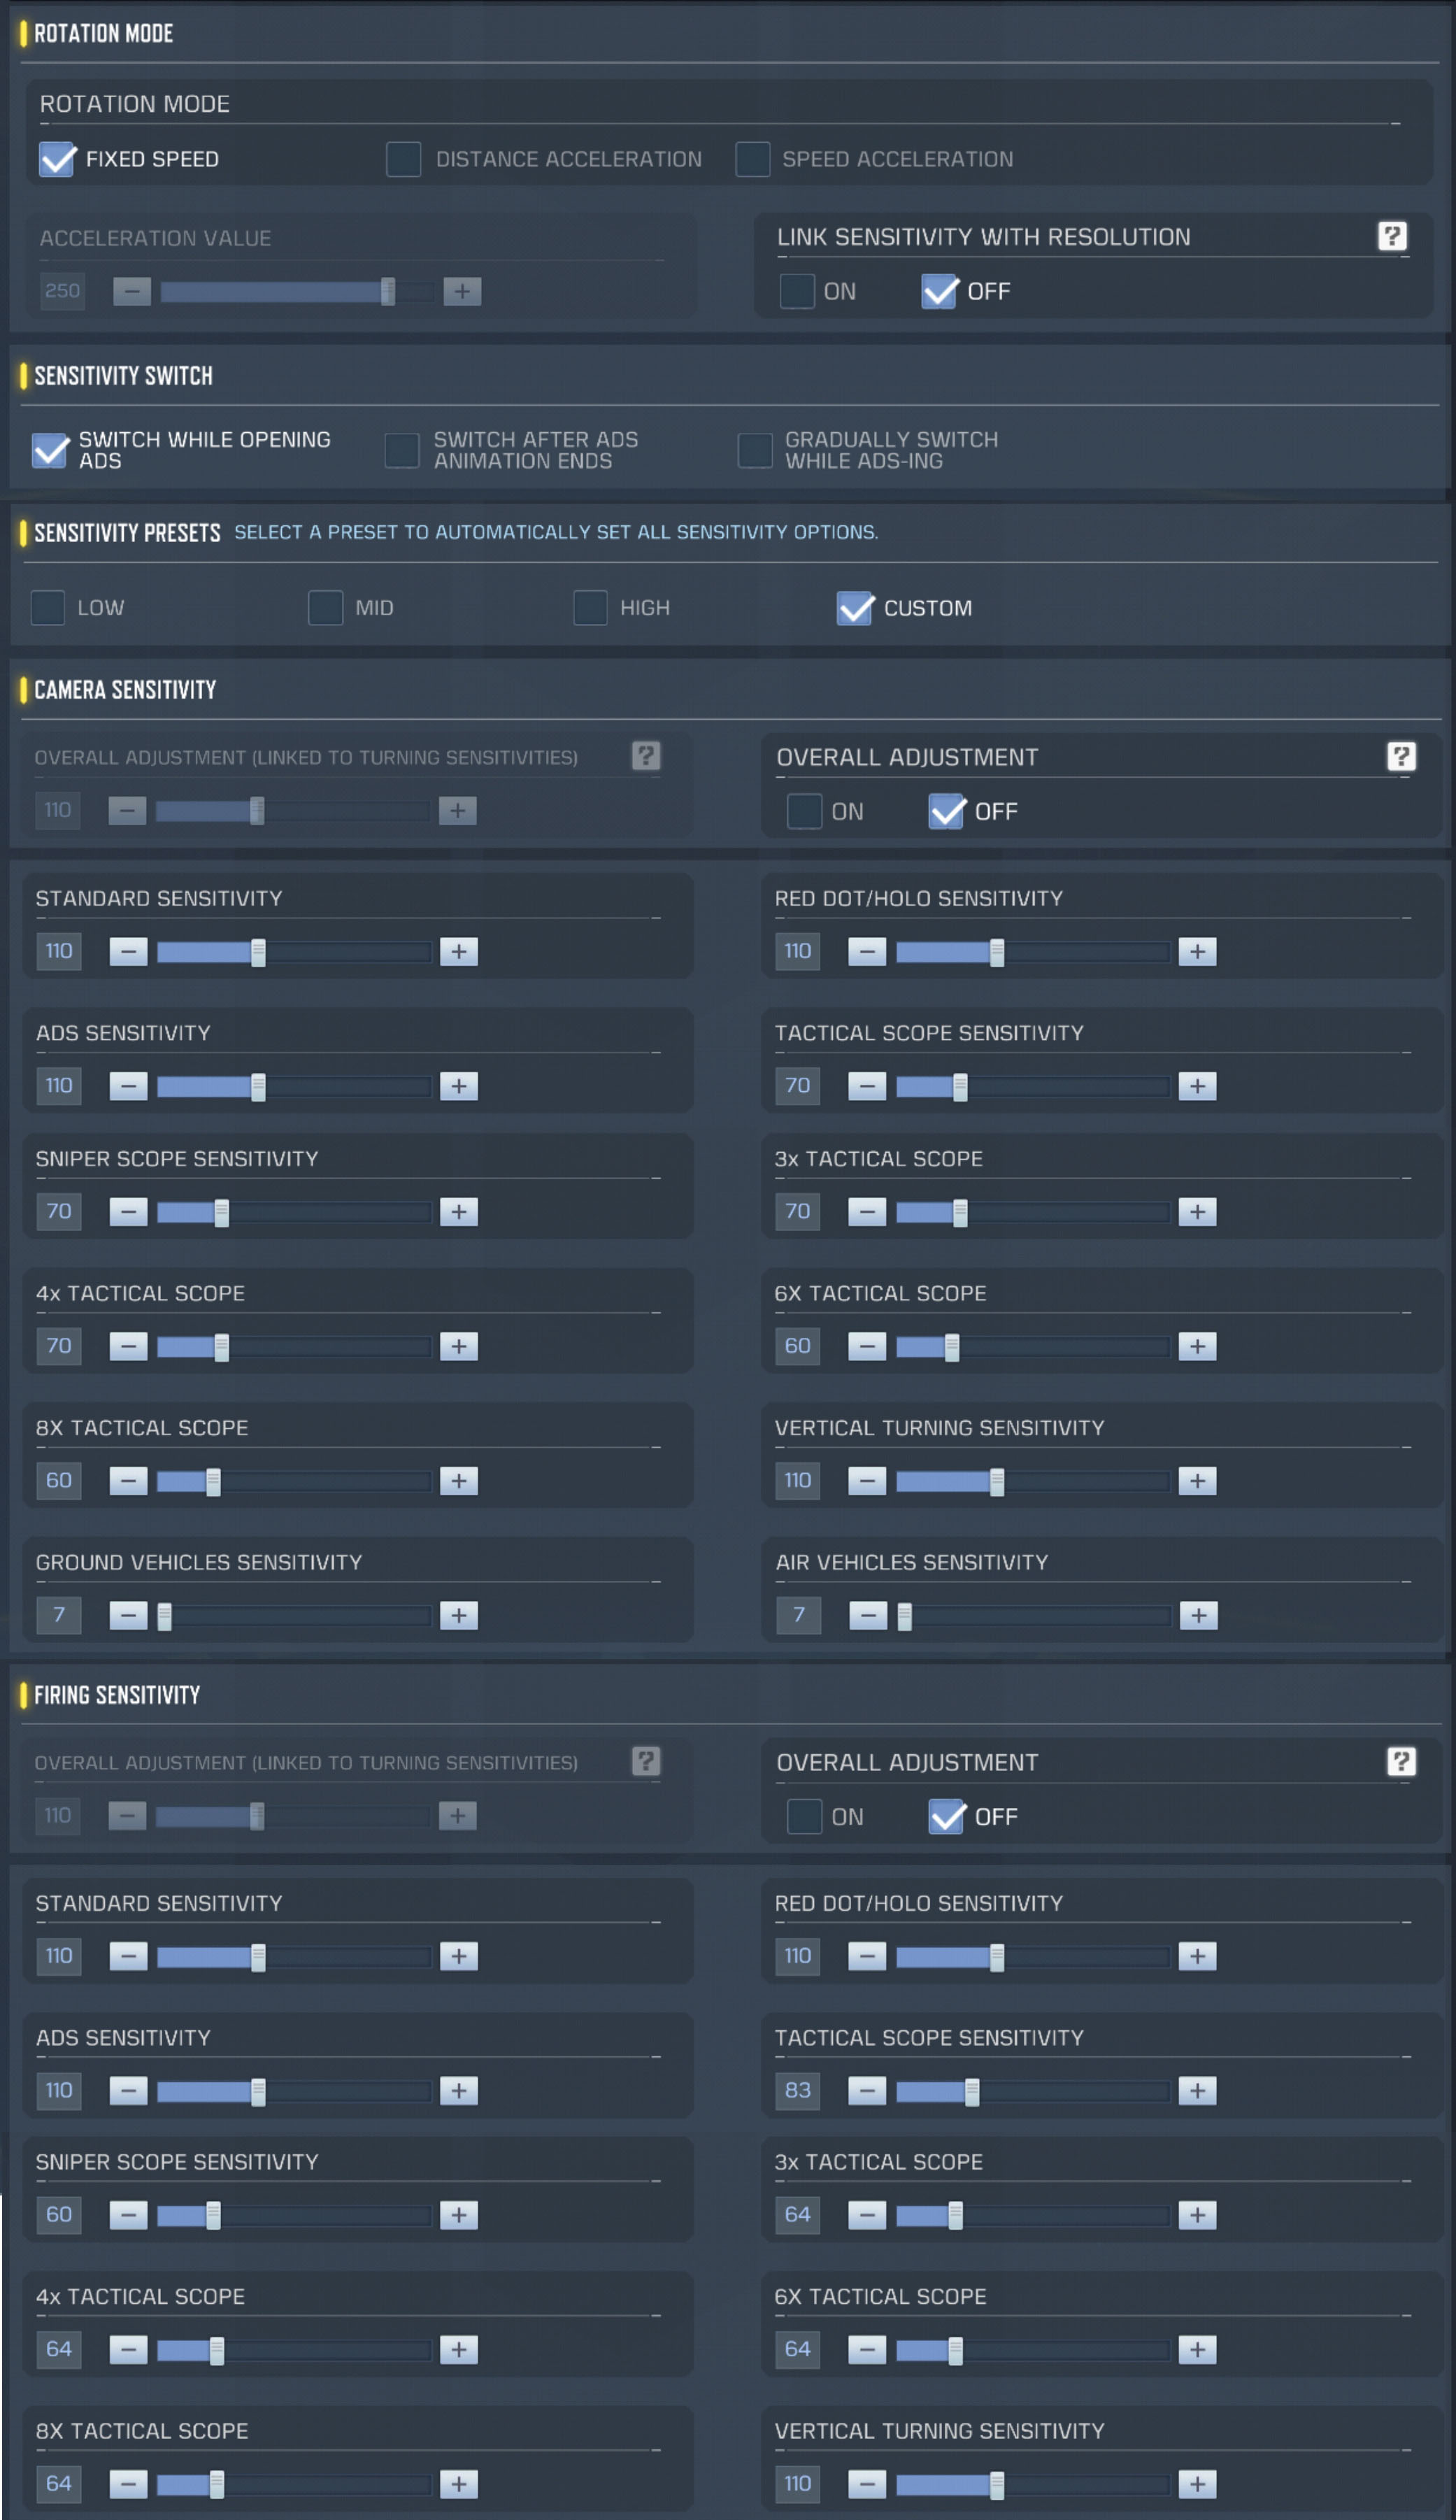 ROTATION MODE
ROTATION MODE
FIXED SPEED DISTANCE ACCELERATION SPEED ACCELERATION
ACCELERATION VALUE
250 − +
LINK SENSITIVITY WITH RESOLUTION ?
ON OFF
SENSITIVITY SWITCH
SWITCH WHILE OPENING
ADS
SWITCH AFTER ADS
ANIMATION ENDS
GRADUALLY SWITCH
WHILE ADS-ING
SENSITIVITY PRESETS SELECT A PRESET TO AUTOMATICALLY SET ALL SENSITIVITY OPTIONS.
LOW MID HIGH CUSTOM
CAMERA SENSITIVITY
OVERALL ADJUSTMENT (LINKED TO TURNING SENSITIVITIES) ?
110 − +
OVERALL ADJUSTMENT ?
ON OFF
STANDARD SENSITIVITY
110 − +
RED DOT/HOLO SENSITIVITY
110 − +
ADS SENSITIVITY
110 − +
TACTICAL SCOPE SENSITIVITY
70 − +
SNIPER SCOPE SENSITIVITY
70 − +
3x TACTICAL SCOPE
70 − +
4x TACTICAL SCOPE
70 − +
6X TACTICAL SCOPE
60 − +
8X TACTICAL SCOPE
60 − +
VERTICAL TURNING SENSITIVITY
110 − +
GROUND VEHICLES SENSITIVITY
7 − +
AIR VEHICLES SENSITIVITY
7 − +
FIRING SENSITIVITY
OVERALL ADJUSTMENT (LINKED TO TURNING SENSITIVITIES) ?
110 − +
OVERALL ADJUSTMENT ?
ON OFF
STANDARD SENSITIVITY
110 − +
RED DOT/HOLO SENSITIVITY
110 − +
ADS SENSITIVITY
110 − +
TACTICAL SCOPE SENSITIVITY
83 − +
SNIPER SCOPE SENSITIVITY
60 − +
3x TACTICAL SCOPE
64 − +
4x TACTICAL SCOPE
64 − +
6X TACTICAL SCOPE
64 − +
8X TACTICAL SCOPE
64 − +
VERTICAL TURNING SENSITIVITY
110 − +